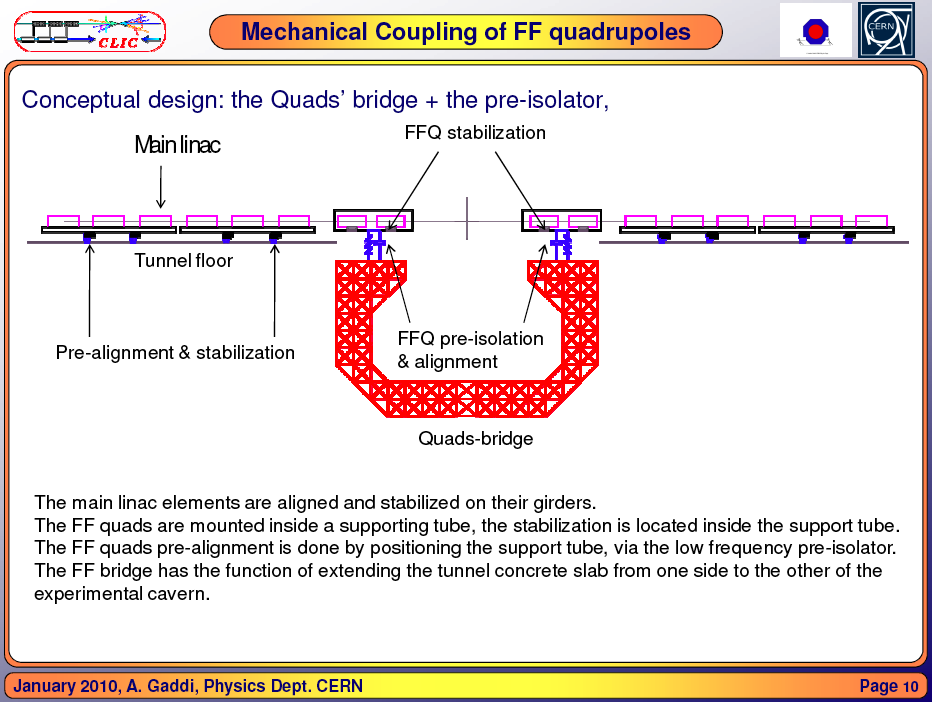 CLIC
Mechanical Coupling of FF quadrupoles
CERN
Conceptual design: the Quads’ bridge + the pre-isolator,
FFQ stabilization
Main linac
Tunnel floor
FFQ pre-isolation
& alignment
Pre-alignment & stabilization
Quads-bridge
The main linac elements are aligned and stabilized on their girders.
The FF quads are mounted inside a supporting tube, the stabilization is located inside the support tube.
The FF quads pre-alignment is done by positioning the support tube, via the low frequency pre-isolator.
The FF bridge has the function of extending the tunnel concrete slab from one side to the other of the
experimental cavern.
January 2010, A. Gaddi, Physics Dept. CERN
Page 10